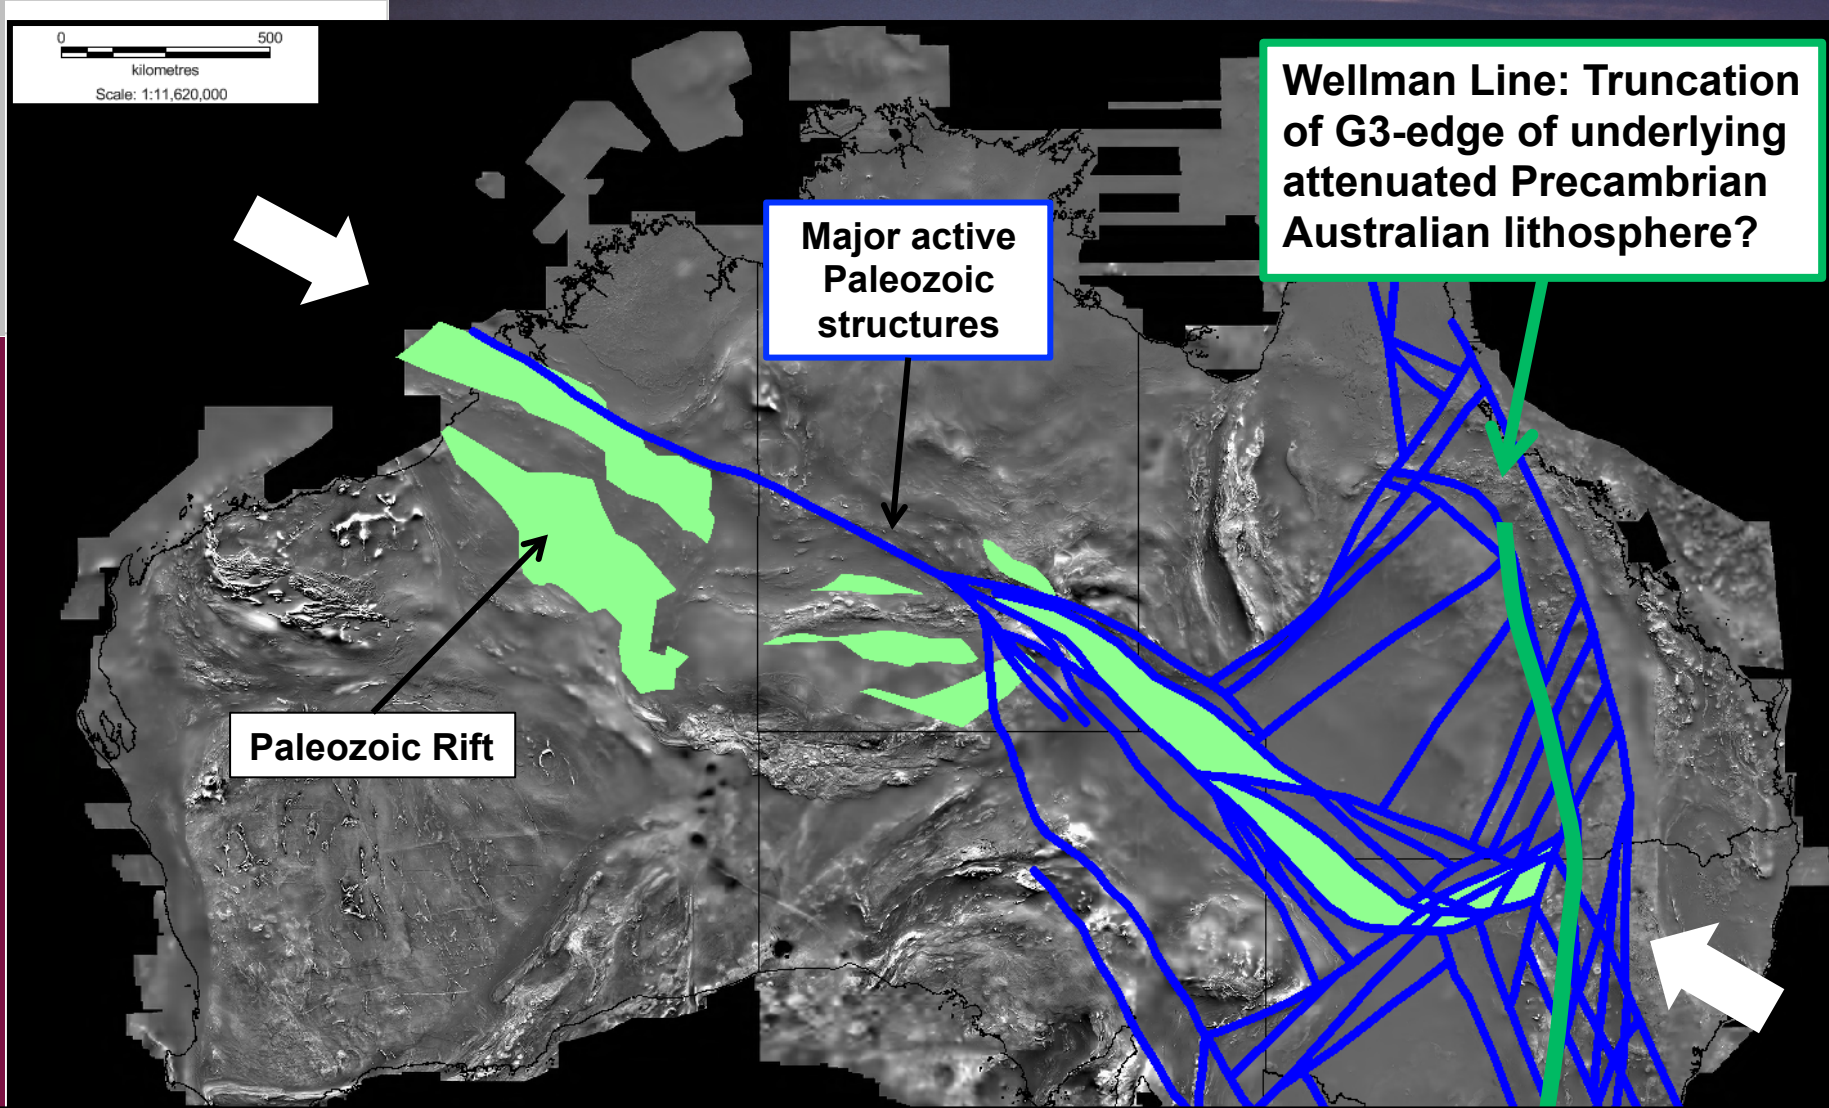 0 500
kilometres
Scale: 1:11,620,000
Wellman Line: Truncation
of G3-edge of underlying
attenuated Precambrian
Australian lithosphere?
Major active
Paleozoic
structures
Paleozoic Rift